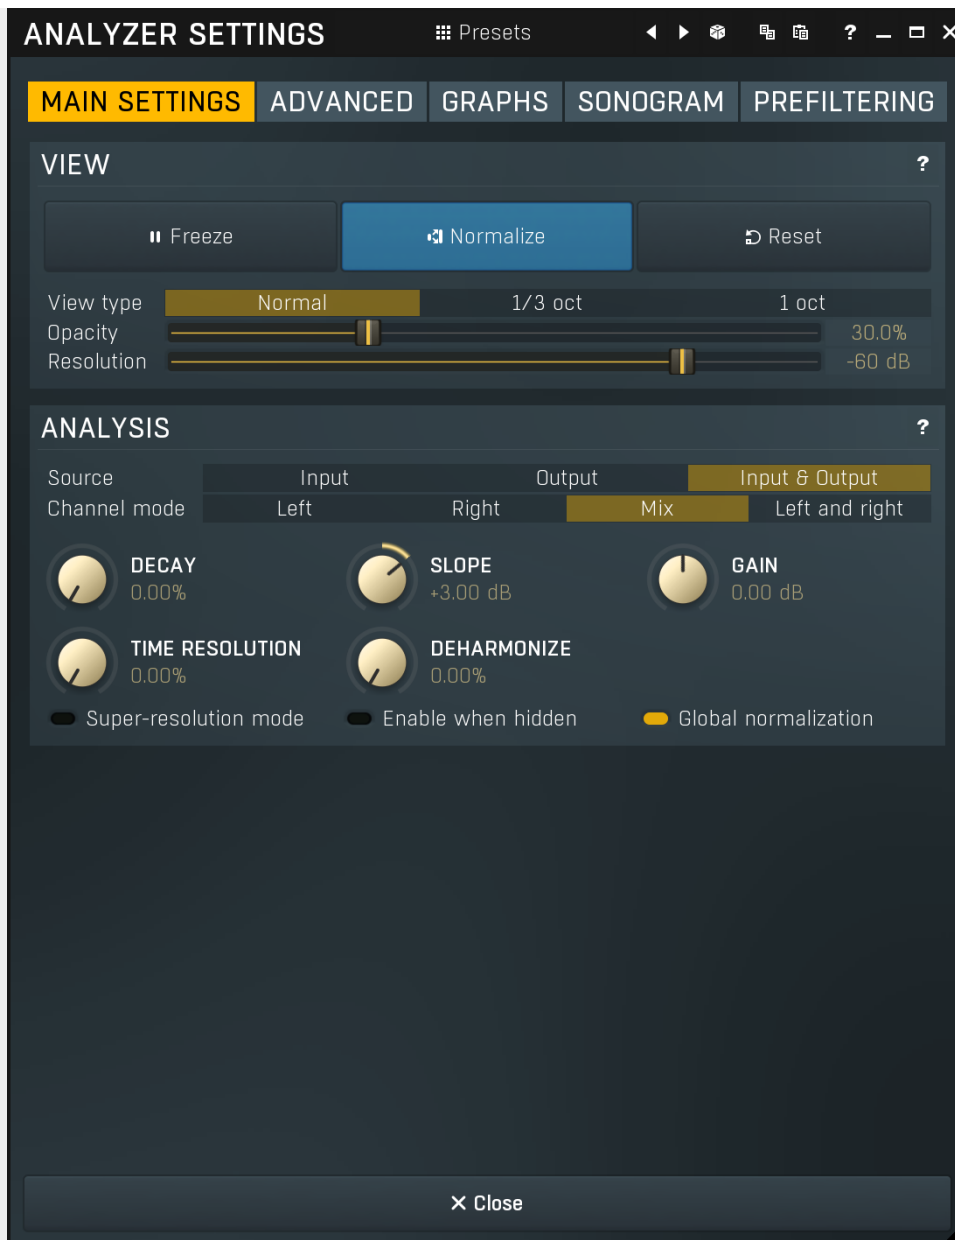 ANALYZER SETTINGS Presets ?
MAIN SETTINGS ADVANCED GRAPHS SONOGRAM PREFILTERING
VIEW ?
Freeze Normalize Reset
View type Normal 1/3 oct 1 oct
Opacity 30.0%
Resolution -60 dB
ANALYSIS ?
Source Input Output Input & Output
Channel mode Left Right Mix Left and right
DECAY SLOPE GAIN
0.00% +3.00 dB 0.00 dB
TIME RESOLUTION DEHARMONIZE
0.00% 0.00%
Super-resolution mode Enable when hidden Global normalization
Close